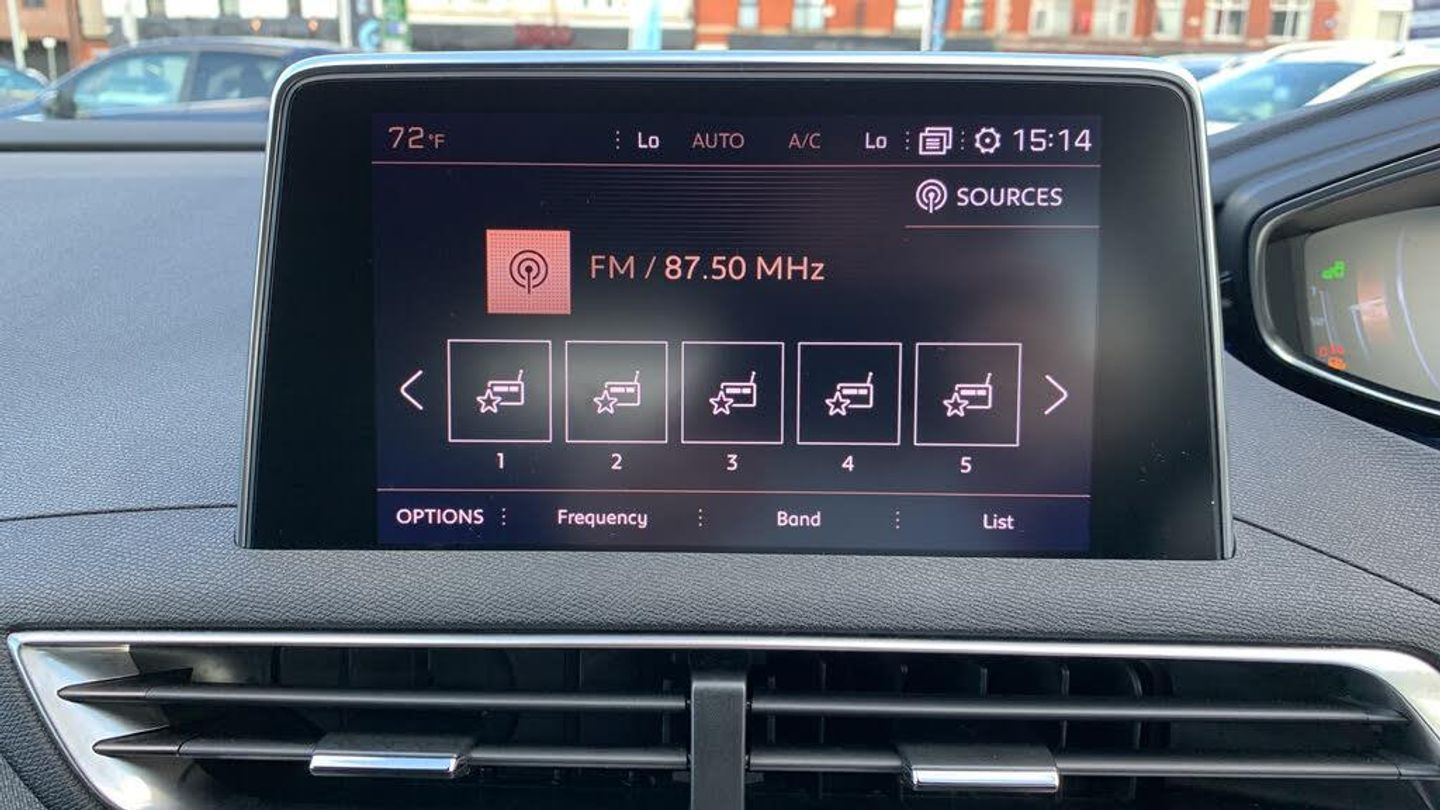 72°F Lo AUTO A/C Lo 15:14
SOURCES
FM / 87.50 MHz
1 2 3 4 5
OPTIONS Frequency Band List